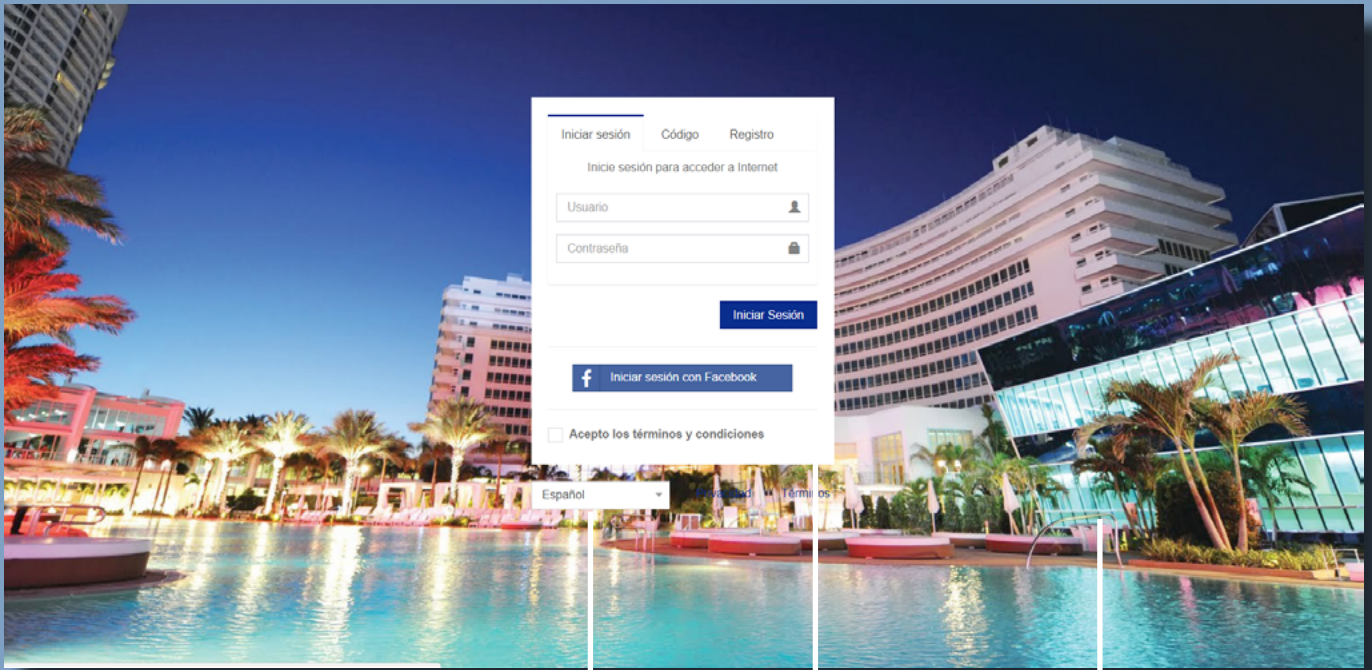 Iniciar sesión Código Registro
Inicie sesión para acceder a Internet
Usuario
Contraseña
Iniciar Sesión
f Iniciar sesión con Facebook
Acepto los términos y condiciones
Español Términos